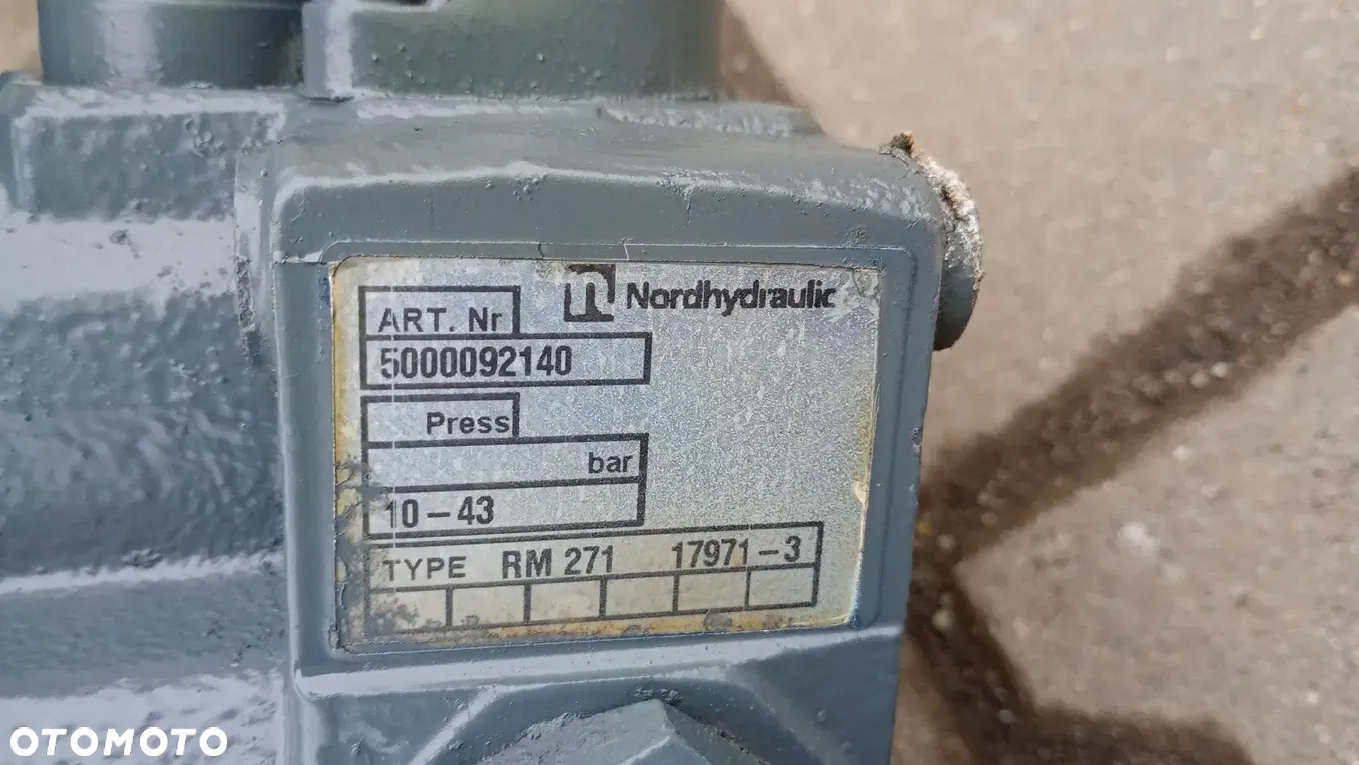 n Nordhydraulic
ART. Nr
5000092140
Press
bar
10-43
TYPE RM 271 17971-3
OTOMOTO